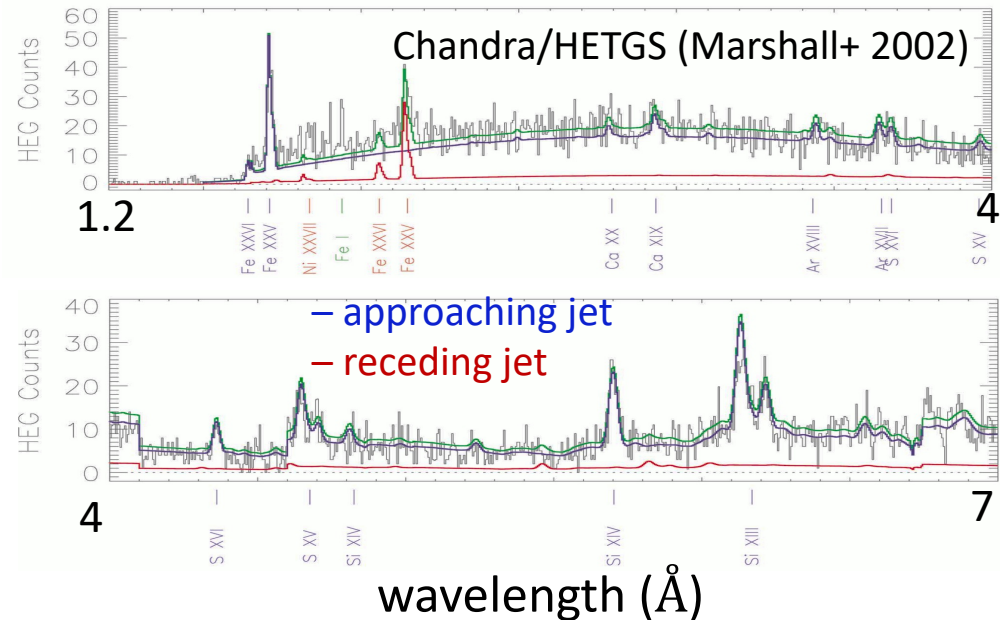 Chandra/HETGS (Marshall+ 2002)
HEG Counts
60
50
40
30
20
10
0
1.2
4
Fe XXVI
Fe XXV
Ni XXVII
Fe I
Fe XXVI
Fe XXV
Ca XX
Ca XIX
Ar XVIII
Ar XVII
S XVI
S XV
– approaching jet
– receding jet
HEG Counts
40
30
20
10
0
4
7
S XVI
S XV
Si XIV
Si XIV
Si XIII
wavelength (Å)